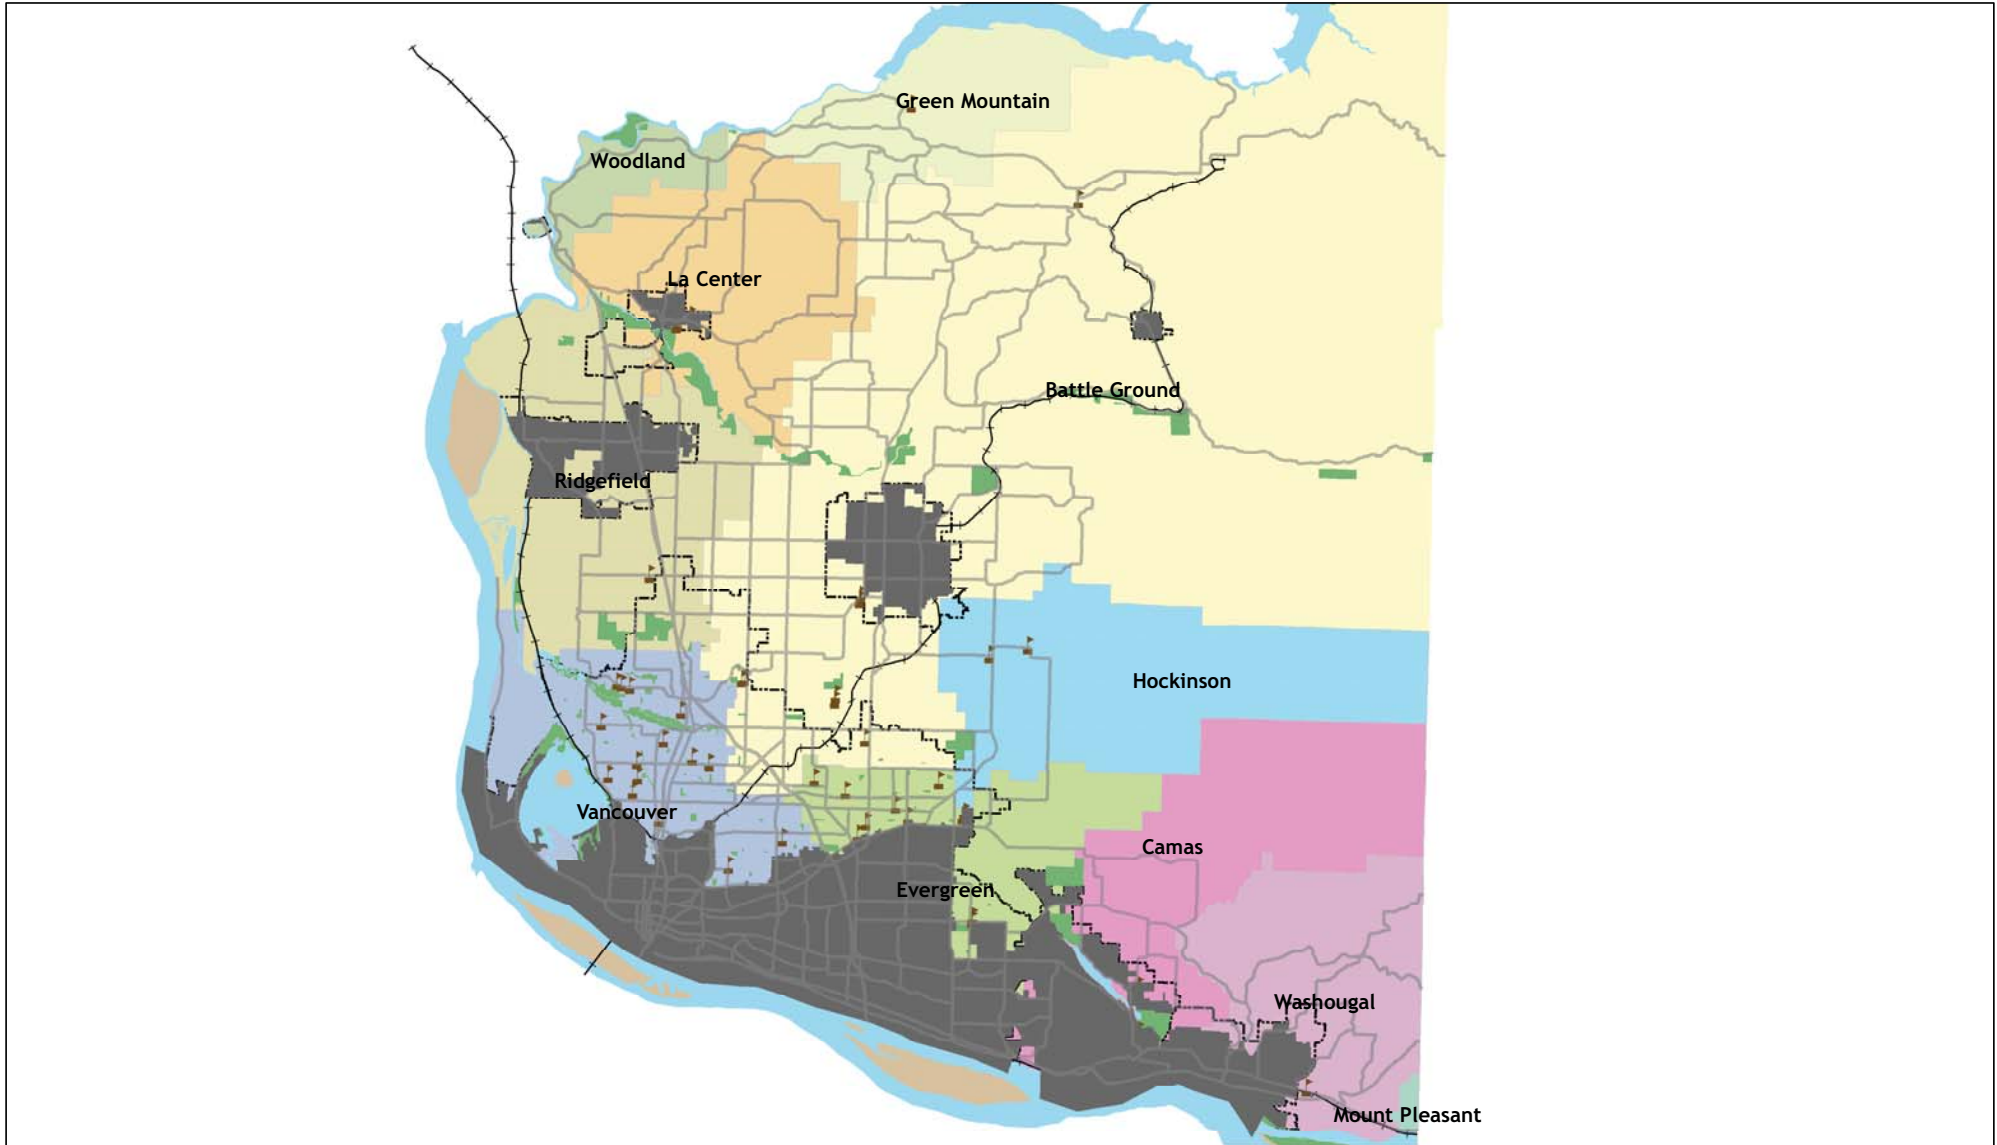 Green Mountain
Woodland
La Center
Battle Ground
Ridgefield
Hockinson
Vancouver
Camas
Evergreen
Washougal
Mount Pleasant